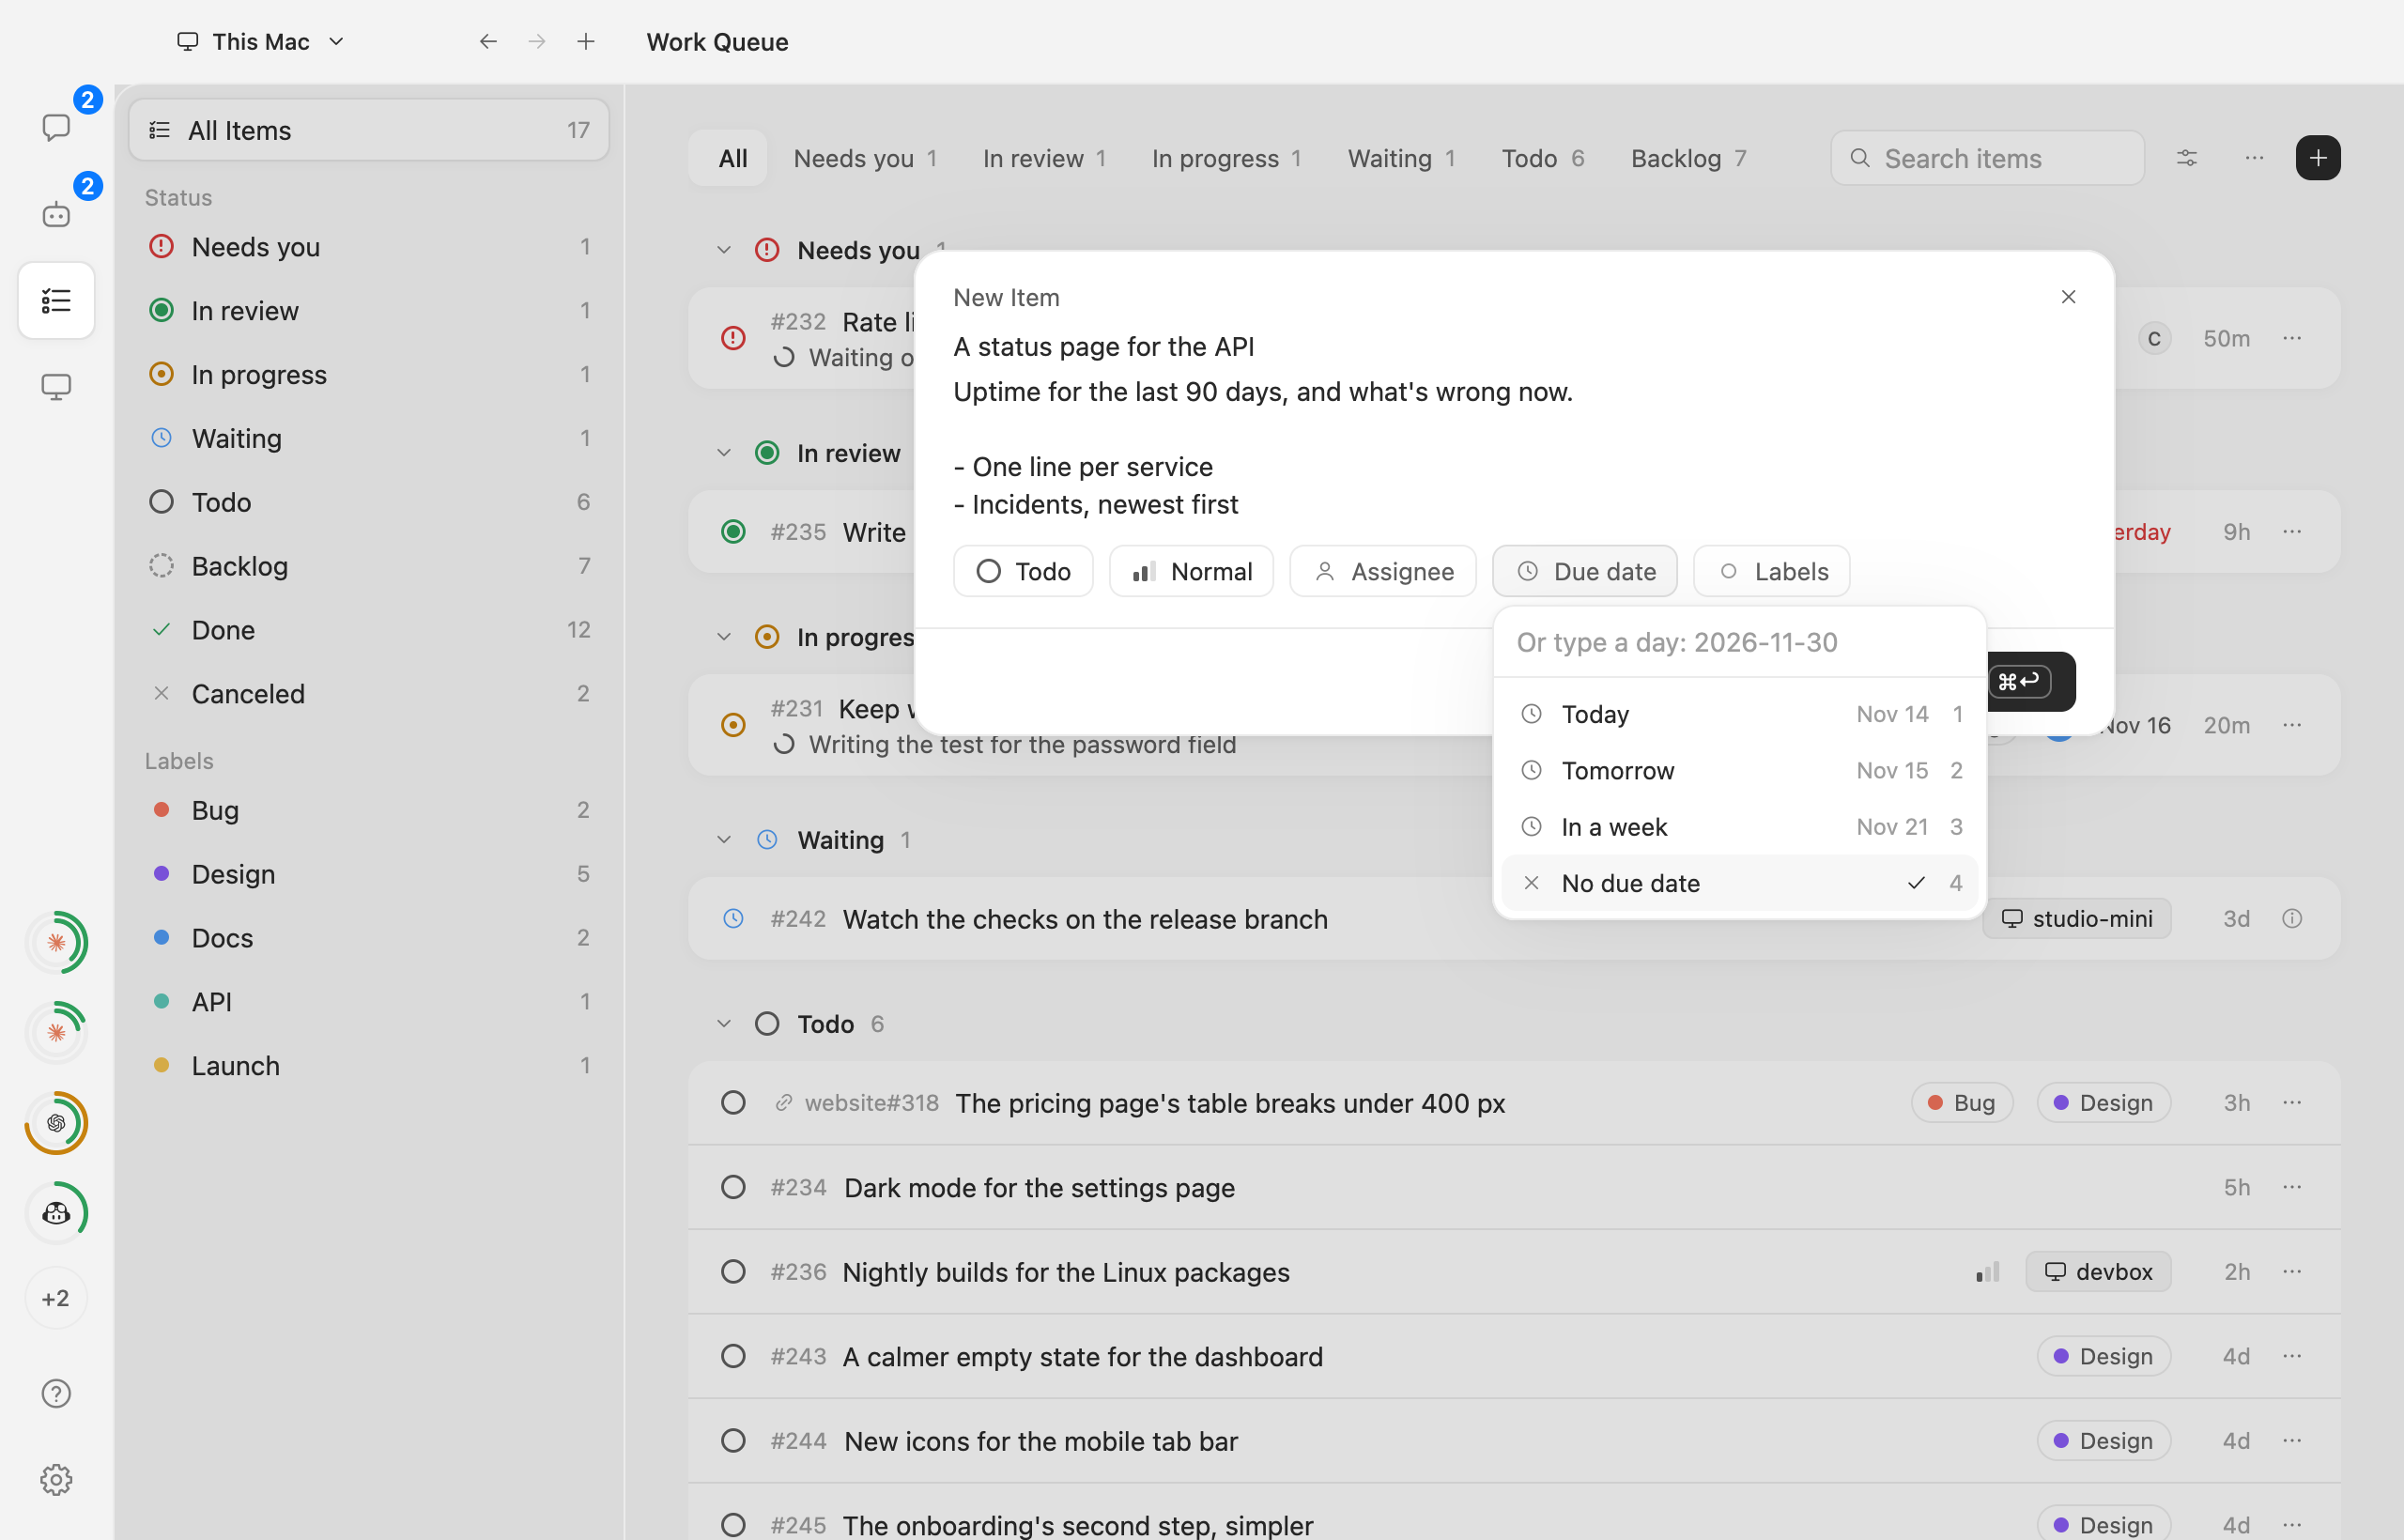 This Mac
Work Queue
2
2
All Items 17
Status
Needs you 1
In review 1
In progress 1
Waiting 1
Todo 6
Backlog 7
Done 12
Canceled 2
Labels
Bug 2
Design 5
Docs 2
API 1
Launch 1
+2
All Needs you 1 In review 1 In progress 1 Waiting 1 Todo 6 Backlog 7 Search items
Needs you 1
#232 Rate li
Waiting o
C 50m
In review
#235 Write
erday 9h
In progres
#231 Keep
Writing the test for the password field
Nov 16 20m
Waiting 1
#242 Watch the checks on the release branch studio-mini 3d
Todo 6
website#318 The pricing page's table breaks under 400 px Bug Design 3h
#234 Dark mode for the settings page 5h
#236 Nightly builds for the Linux packages devbox 2h
#243 A calmer empty state for the dashboard Design 4d
#244 New icons for the mobile tab bar Design 4d
#245 The onboarding's second step, simpler Design 4d
New Item
A status page for the API
Uptime for the last 90 days, and what's wrong now.
- One line per service
- Incidents, newest first
Todo Normal Assignee Due date Labels
⌘↩
Or type a day: 2026-11-30
Today Nov 14 1
Tomorrow Nov 15 2
In a week Nov 21 3
No due date 4